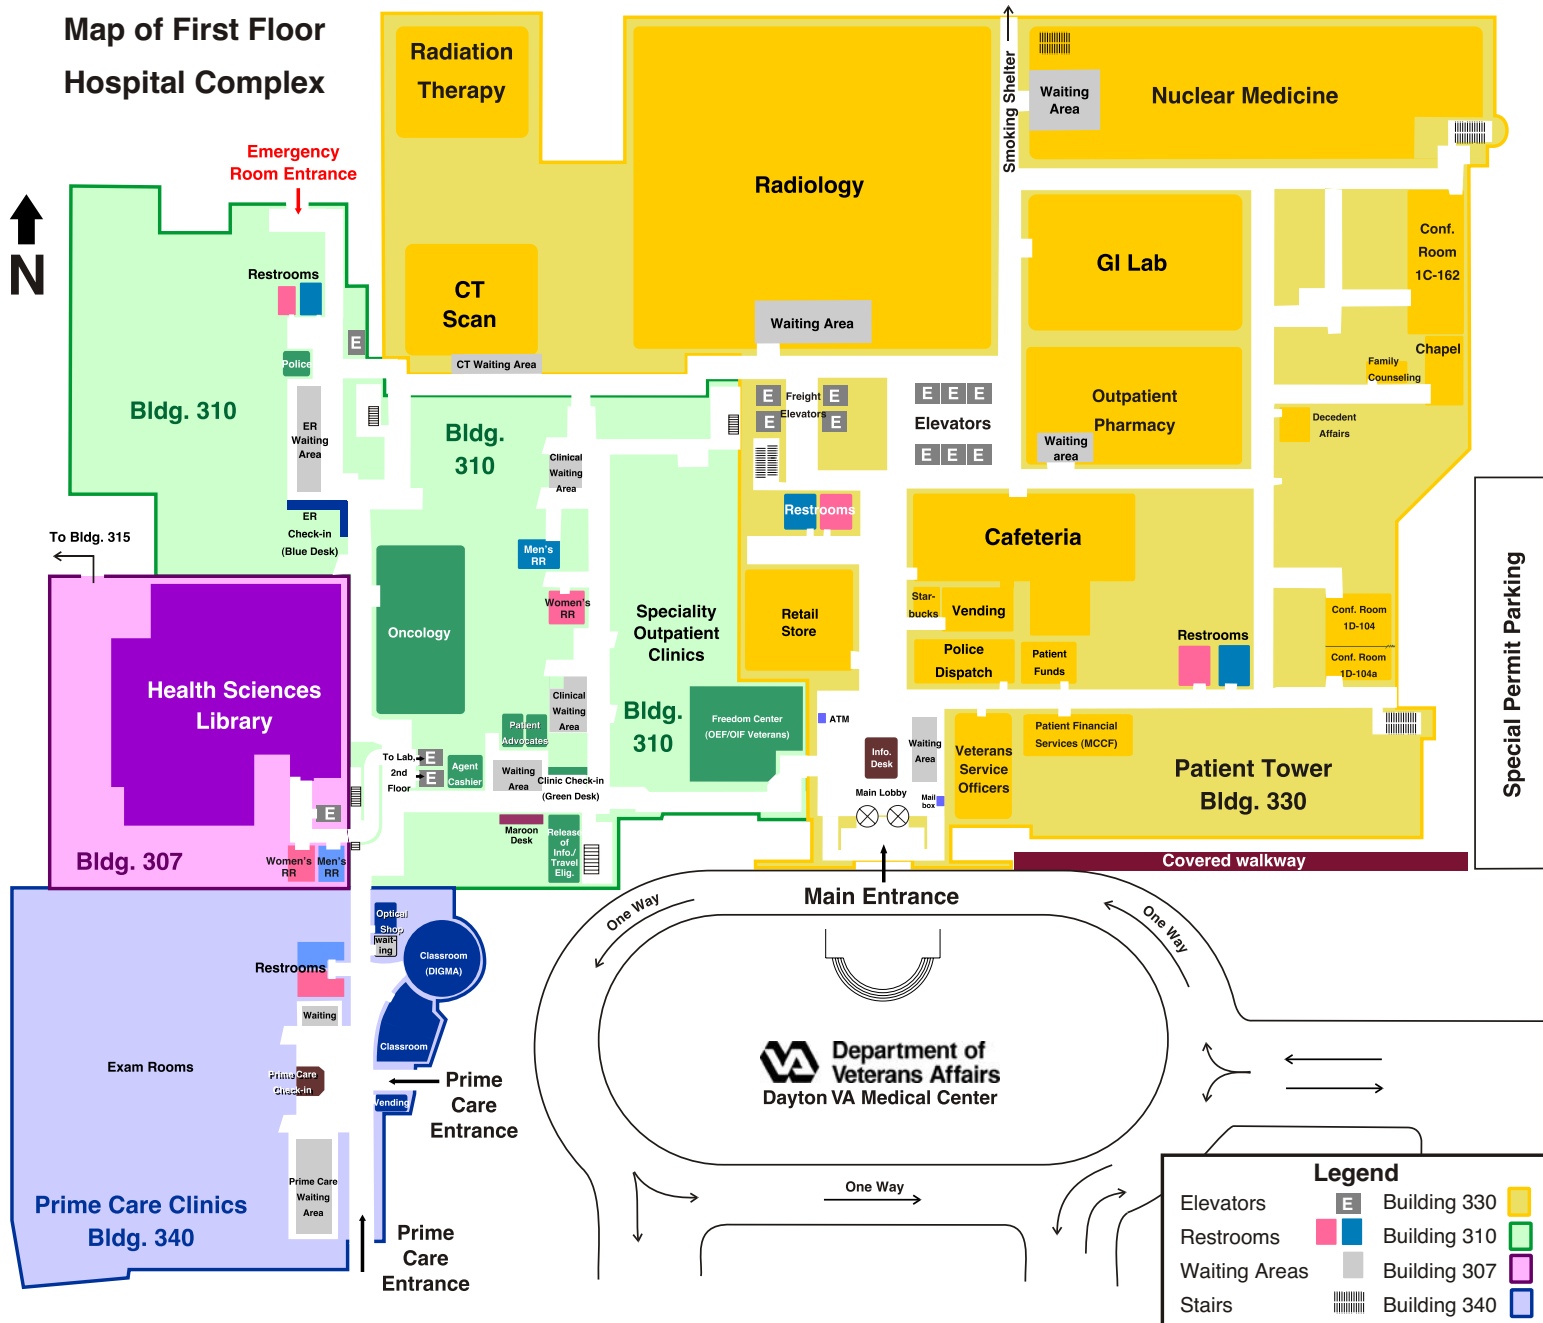 Map of First Floor
Hospital Complex
Emergency
Room Entrance
N
Radiation
Therapy
Radiology
Smoking Shelter
Waiting
Area
Nuclear Medicine
Restrooms
E
Police
CT
Scan
CT Waiting Area
Waiting Area
GI Lab
Conf.
Room
1C-162
Chapel
Family
Counseling
Decedent
Affairs
Bldg. 310
ER
Waiting
Area
Bldg.
310
Clinical
Waiting
Area
E
E
Freight
Elevators
E
E
E E E
Elevators
E E E
Outpatient
Pharmacy
Waiting
area
ER
Check-in
(Blue Desk)
To Bldg. 315
Men's
RR
Women's
RR
Oncology
Speciality
Outpatient
Clinics
Restrooms
Retail
Store
Cafeteria
Star-
bucks
Vending
Police
Dispatch
Patient
Funds
Restrooms
Conf. Room
1D-104
Conf. Room
1D-104a
Special Permit Parking
Health Sciences
Library
Clinical
Waiting
Area
Bldg.
310
Freedom Center
(OEF/OIF Veterans)
ATM
Info.
Desk
Waiting
Area
Veterans
Service
Officers
Patient Financial
Services (MCCF)
Patient Tower
Bldg. 330
Patient
Advocates
To Lab,
2nd
Floor
E
E
Agent
Cashier
Waiting
Area
Clinic Check-in
(Green Desk)
Main Lobby
Mail
box
E
Maroon
Desk
Release
of
Info./
Travel
Elig.
Bldg. 307
Women's
RR
Men's
RR
Covered walkway
Main Entrance
One Way
One Way
Optical
Shop
wait-
ing
Classroom
(DIGMA)
Restrooms
Waiting
Classroom
Exam Rooms
Prime Care
Check-in
Vending
Prime
Care
Entrance
VA
Department of
Veterans Affairs
Dayton VA Medical Center
Prime Care
Waiting
Area
Prime Care Clinics
Bldg. 340
Prime
Care
Entrance
One Way
Legend
Elevators E Building 330
Restrooms Building 310
Waiting Areas Building 307
Stairs Building 340